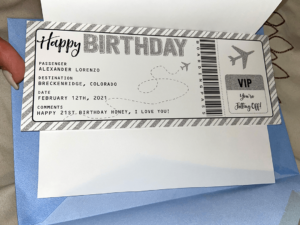 Happy BIRTHDAY
PASSENGER
ALEXANDER LORENIG
DESTINATION
BRECKENRIDGE, COLORADO
DATE
FEBRUARY 12TH, 2021
COMMENTS
HAPPY 21ST BIRTHDAY HONEY, I LOVE YOU!
VIP
You're
Jetting Off!